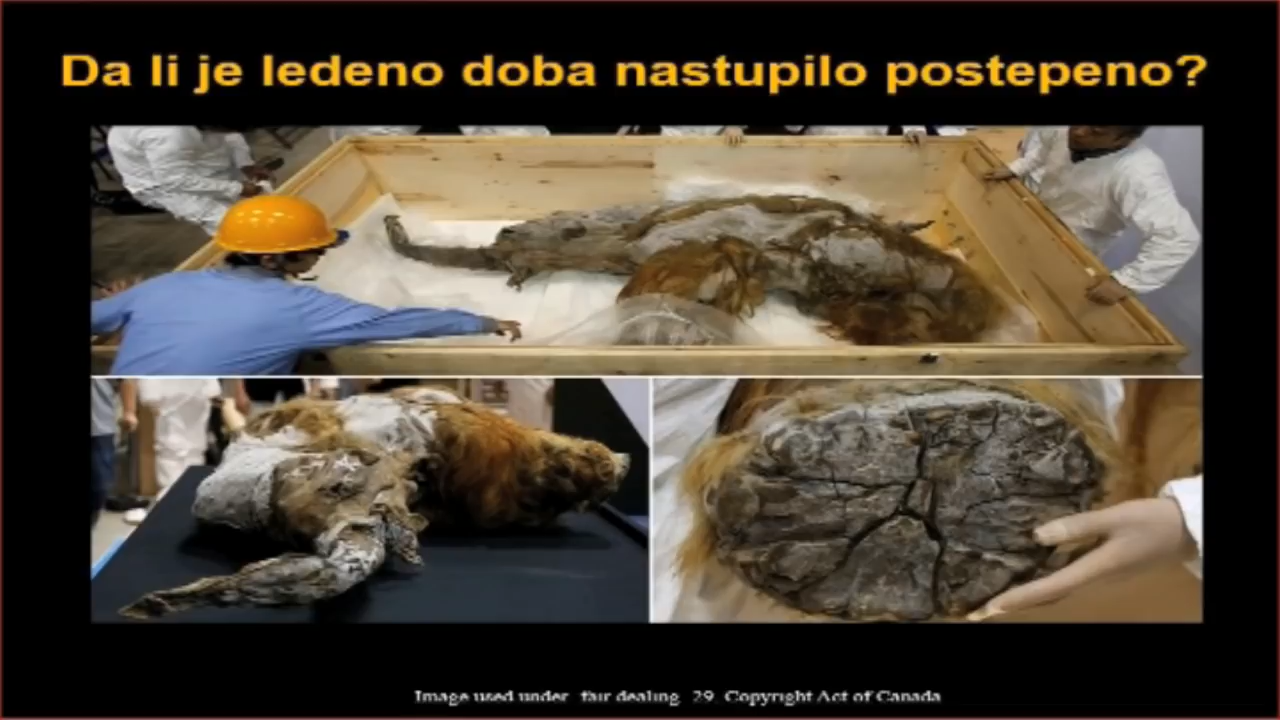 Da li je ledeno doba nastupilo postepeno?
Image used under fair dealing 29. Copyright Act of Canada